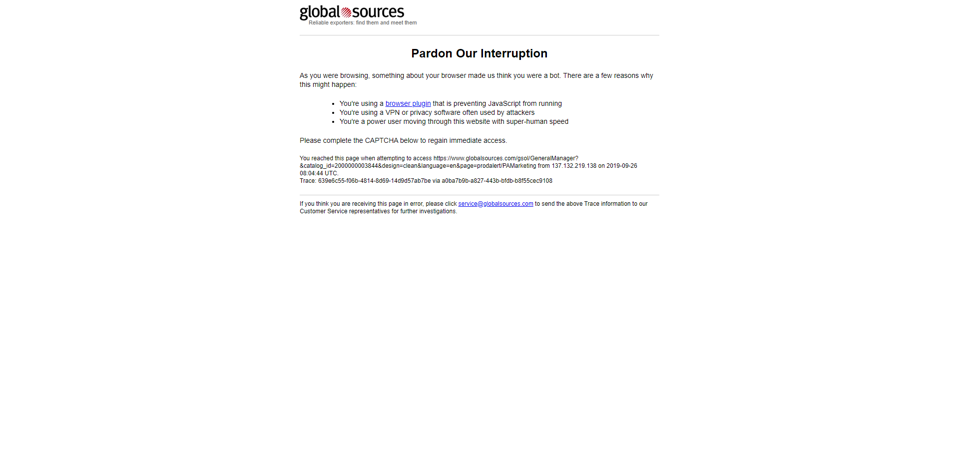 global sources
Reliable exporters: find them and meet them
Pardon Our Interruption
As you were browsing, something about your browser made us think you were a bot. There are a few reasons why
this might happen:
• You're using a browser plugin that is preventing JavaScript from running
• You're using a VPN or privacy software often used by attackers
• You're a power user moving through this website with super-human speed
Please complete the CAPTCHA below to regain immediate access.
You reached this page when attempting to access https://www.globalsources.com/gsol/GeneralManager?
&catalog_id=2000000003844&design=clean&language=en&page=prodalert/PAMarketing from 137.132.219.138 on 2019-09-26
08:04:44 UTC.
Trace: 639e6c55-f06b-4814-8d69-14d9d57ab7be via a0ba7b9b-a827-443b-bfdb-b8f55cec9108
If you think you are receiving this page in error, please click service@globalsources.com to send the above Trace information to our
Customer Service representatives for further investigations.